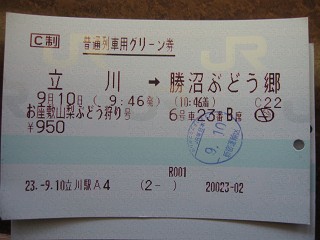 C制 普通列車用グリーン券
立川 → 勝沼ぶどう郷
9月10日 ( 9:46発) (10:46着) C22
お座敷山梨ぶどう狩り号 6号車23番B席
¥950
9.10
R001
23.-9.10立川駅A4 (2-) 20023-02